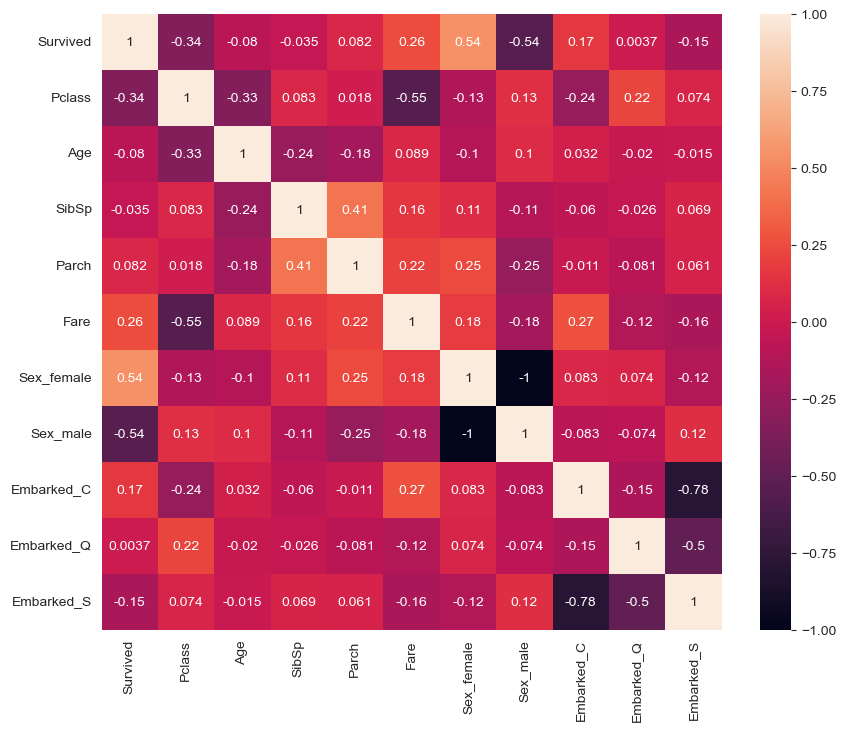 Survived 1 -0.34 -0.08 -0.035 0.082 0.26 0.54 -0.54 0.17 0.0037 -0.15
Pclass -0.34 1 -0.33 0.083 0.018 -0.55 -0.13 0.13 -0.24 0.22 0.074
Age -0.08 -0.33 1 -0.24 -0.18 0.089 -0.1 0.1 0.032 -0.02 -0.015
SibSp -0.035 0.083 -0.24 1 0.41 0.16 0.11 -0.11 -0.06 -0.026 0.069
Parch 0.082 0.018 -0.18 0.41 1 0.22 0.25 -0.25 -0.011 -0.081 0.061
Fare 0.26 -0.55 0.089 0.16 0.22 1 0.18 -0.18 0.27 -0.12 -0.16
Sex_female 0.54 -0.13 -0.1 0.11 0.25 0.18 1 -1 0.083 0.074 -0.12
Sex_male -0.54 0.13 0.1 -0.11 -0.25 -0.18 -1 1 -0.083 -0.074 0.12
Embarked_C 0.17 -0.24 0.032 -0.06 -0.011 0.27 0.083 -0.083 1 -0.15 -0.78
Embarked_Q 0.0037 0.22 -0.02 -0.026 -0.081 -0.12 0.074 -0.074 -0.15 1 -0.5
Embarked_S -0.15 0.074 -0.015 0.069 0.061 -0.16 -0.12 0.12 -0.78 -0.5 1
Survived Pclass Age SibSp Parch Fare Sex_female Sex_male Embarked_C Embarked_Q Embarked_S
1.00
0.75
0.50
0.25
0.00
−0.25
−0.50
−0.75
−1.00